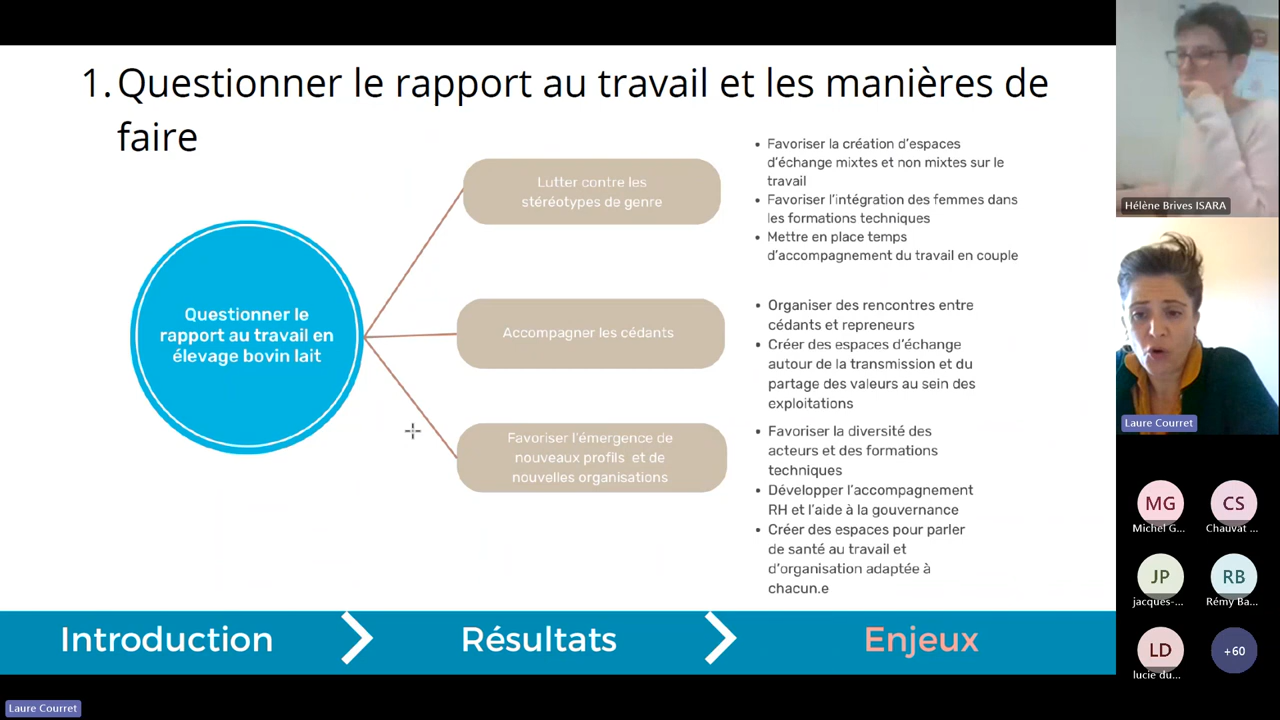 1. Questionner le rapport au travail et les manières de
faire
Questionner le
rapport au travail en
élevage bovin lait
Lutter contre les
stéréotypes de genre
• Favoriser la création d'espaces
d'échange mixtes et non mixtes sur le
travail
• Favoriser l'intégration des femmes dans
les formations techniques
• Mettre en place temps
d'accompagnement du travail en couple
Accompagner les cédants
• Organiser des rencontres entre
cédants et repreneurs
• Créer des espaces d'échange
autour de la transmission et du
partage des valeurs au sein des
exploitations
Favoriser l'émergence de
nouveaux profils et de
nouvelles organisations
• Favoriser la diversité des
acteurs et des formations
techniques
• Développer l'accompagnement
RH et l'aide à la gouvernance
• Créer des espaces pour parler
de santé au travail et
d'organisation adaptée à
chacun.e
Introduction
Résultats
Enjeux
Laure Courret
Hélène Brives ISARA
Laure Courret
MG
Michel G...
CS
Chauvat ...
JP
jacques-...
RB
Rémy Ba...
LD
lucie du...
+60